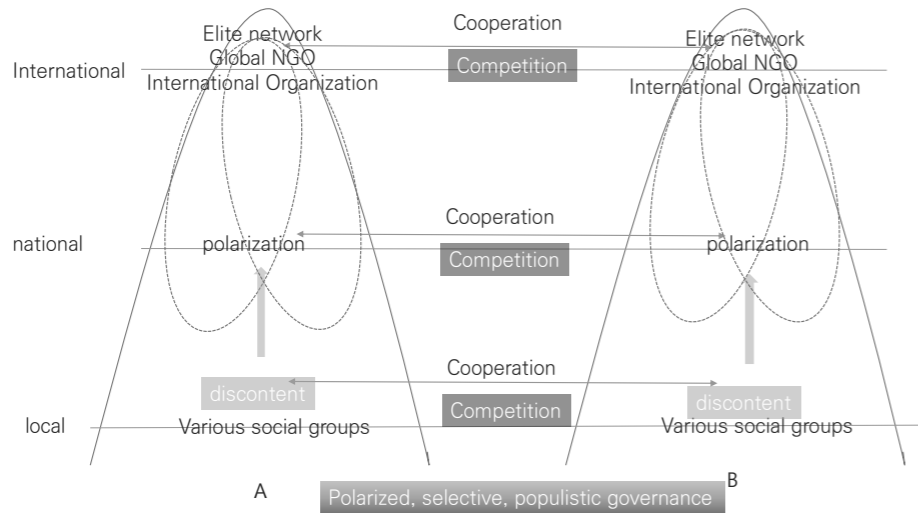 Cooperation
Elite network
Global NGO
International Organization
Elite network
Global NGO
International Organization
International
Competition
Cooperation
national
polarization
polarization
Competition
Cooperation
discontent
discontent
Competition
local
Various social groups
Various social groups
A
B
Polarized, selective, populistic governance